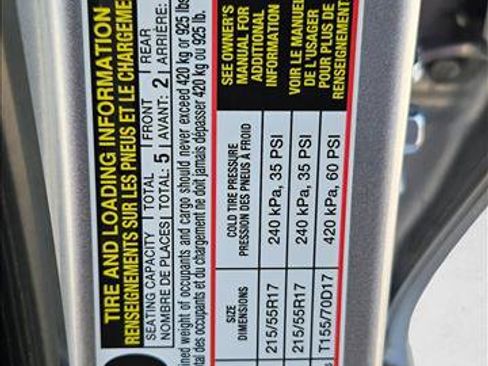 TIRE AND LOADING INFORMATION
RENSEIGNEMENTS SUR LES PNEUS ET LE CHARGEME
SEATING CAPACITY TOTAL FRONT REAR
NOMBRE DE PLACES TOTAL: 5 AVANT: 2 ARRIÈRE:
ined weight of occupants and cargo should never exceed 420 kg or 925 lbs
tal des occupants et du chargement ne doit jamais dépasser 420 kg ou 925 lb.
SIZE
DIMENSIONS
COLD TIRE PRESSURE
PRESSION DES PNEUS À FROID
215/55R17 240 kPa, 35 PSI
215/55R17 240 kPa, 35 PSI
T155/70D17 420 kPa, 60 PSI
SEE OWNER'S
MANUAL FOR
ADDITIONAL
INFORMATION
VOIR LE MANUEL
DE L'USAGER
POUR PLUS DE
RENSEIGNEMENT